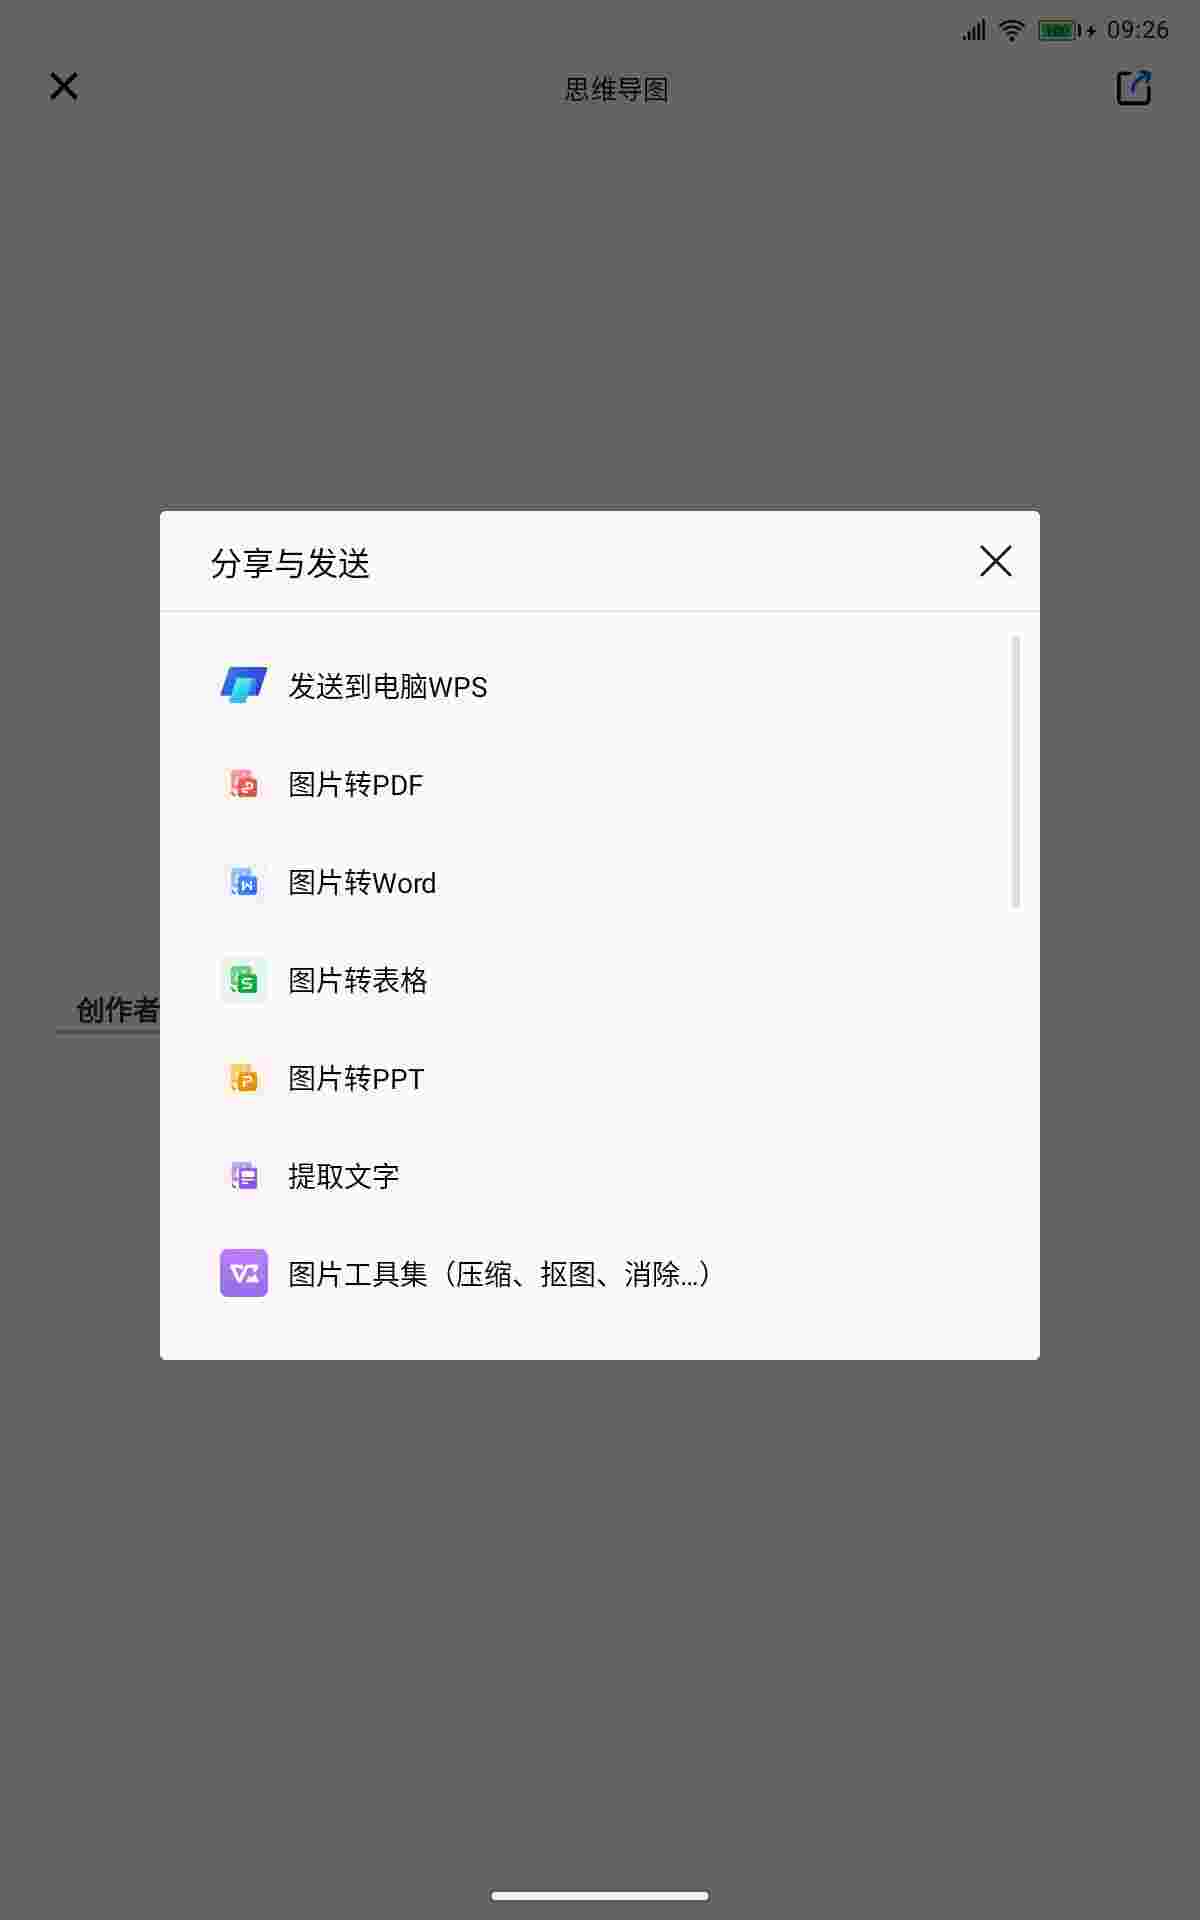 09:26
思维导图
分享与发送
发送到电脑WPS
图片转PDF
图片转Word
图片转表格
创作者
图片转PPT
提取文字
图片工具集（压缩、抠图、消除...）